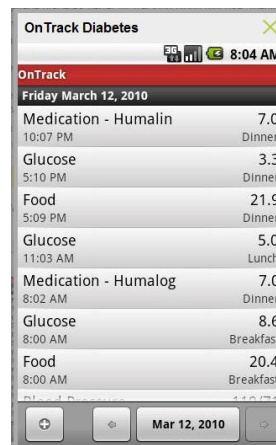 OnTrack Diabetes
3G 8:04 AM
OnTrack
Friday March 12, 2010
Medication - Humalin 7.0
10:07 PM Dinner
Glucose 3.3
5:10 PM Dinner
Food 21.9
5:09 PM Dinner
Glucose 5.0
11:03 AM Lunch
Medication - Humalog 7.0
8:02 AM Dinner
Glucose 8.6
8:00 AM Breakfast
Food 20.4
8:00 AM Breakfast
Blood Pressure
Mar 12, 2010